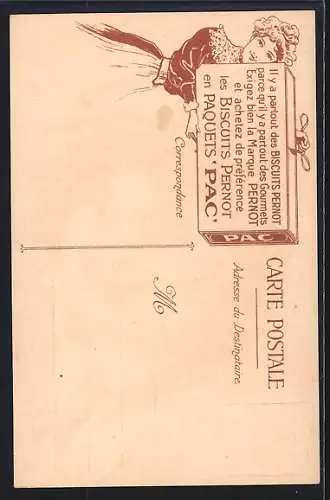 Il y a partout des BISCUITS PERNOT
parce qu'il y a partout des Gourmets
Exigez bien la Marque PERNOT
et achetez de préférence
les BISCUITS PERNOT
en PAQUETS 'PAC'
PAC
Correspondance
CARTE POSTALE
Adresse du Destinataire
M